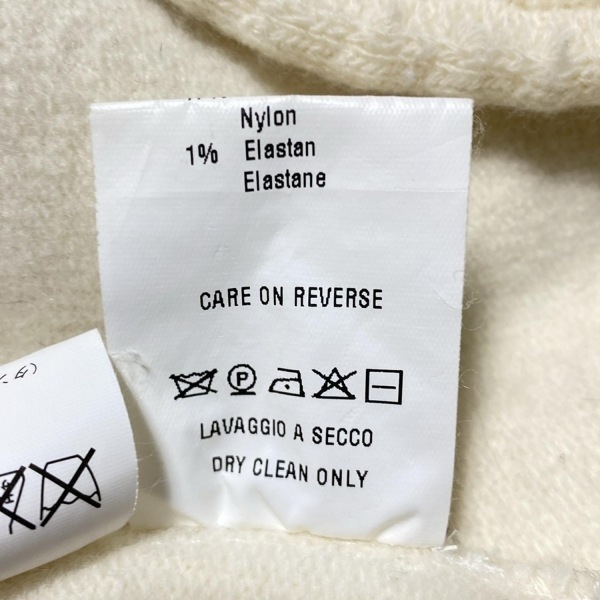 Nylon
1% Elastan
Elastane
CARE ON REVERSE
P
LAVAGGIO A SECCO
DRY CLEAN ONLY